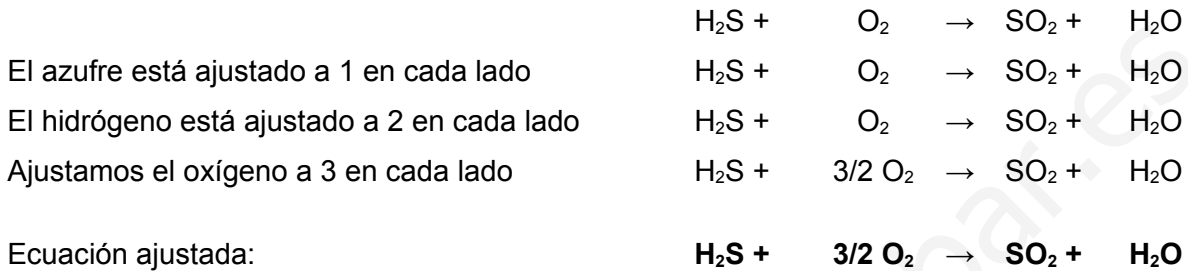 H₂S + O₂ → SO₂ + H₂O
El azufre está ajustado a 1 en cada lado H₂S + O₂ → SO₂ + H₂O
El hidrógeno está ajustado a 2 en cada lado H₂S + O₂ → SO₂ + H₂O
Ajustamos el oxígeno a 3 en cada lado H₂S + 3/2 O₂ → SO₂ + H₂O
Ecuación ajustada: H₂S + 3/2 O₂ → SO₂ + H₂O